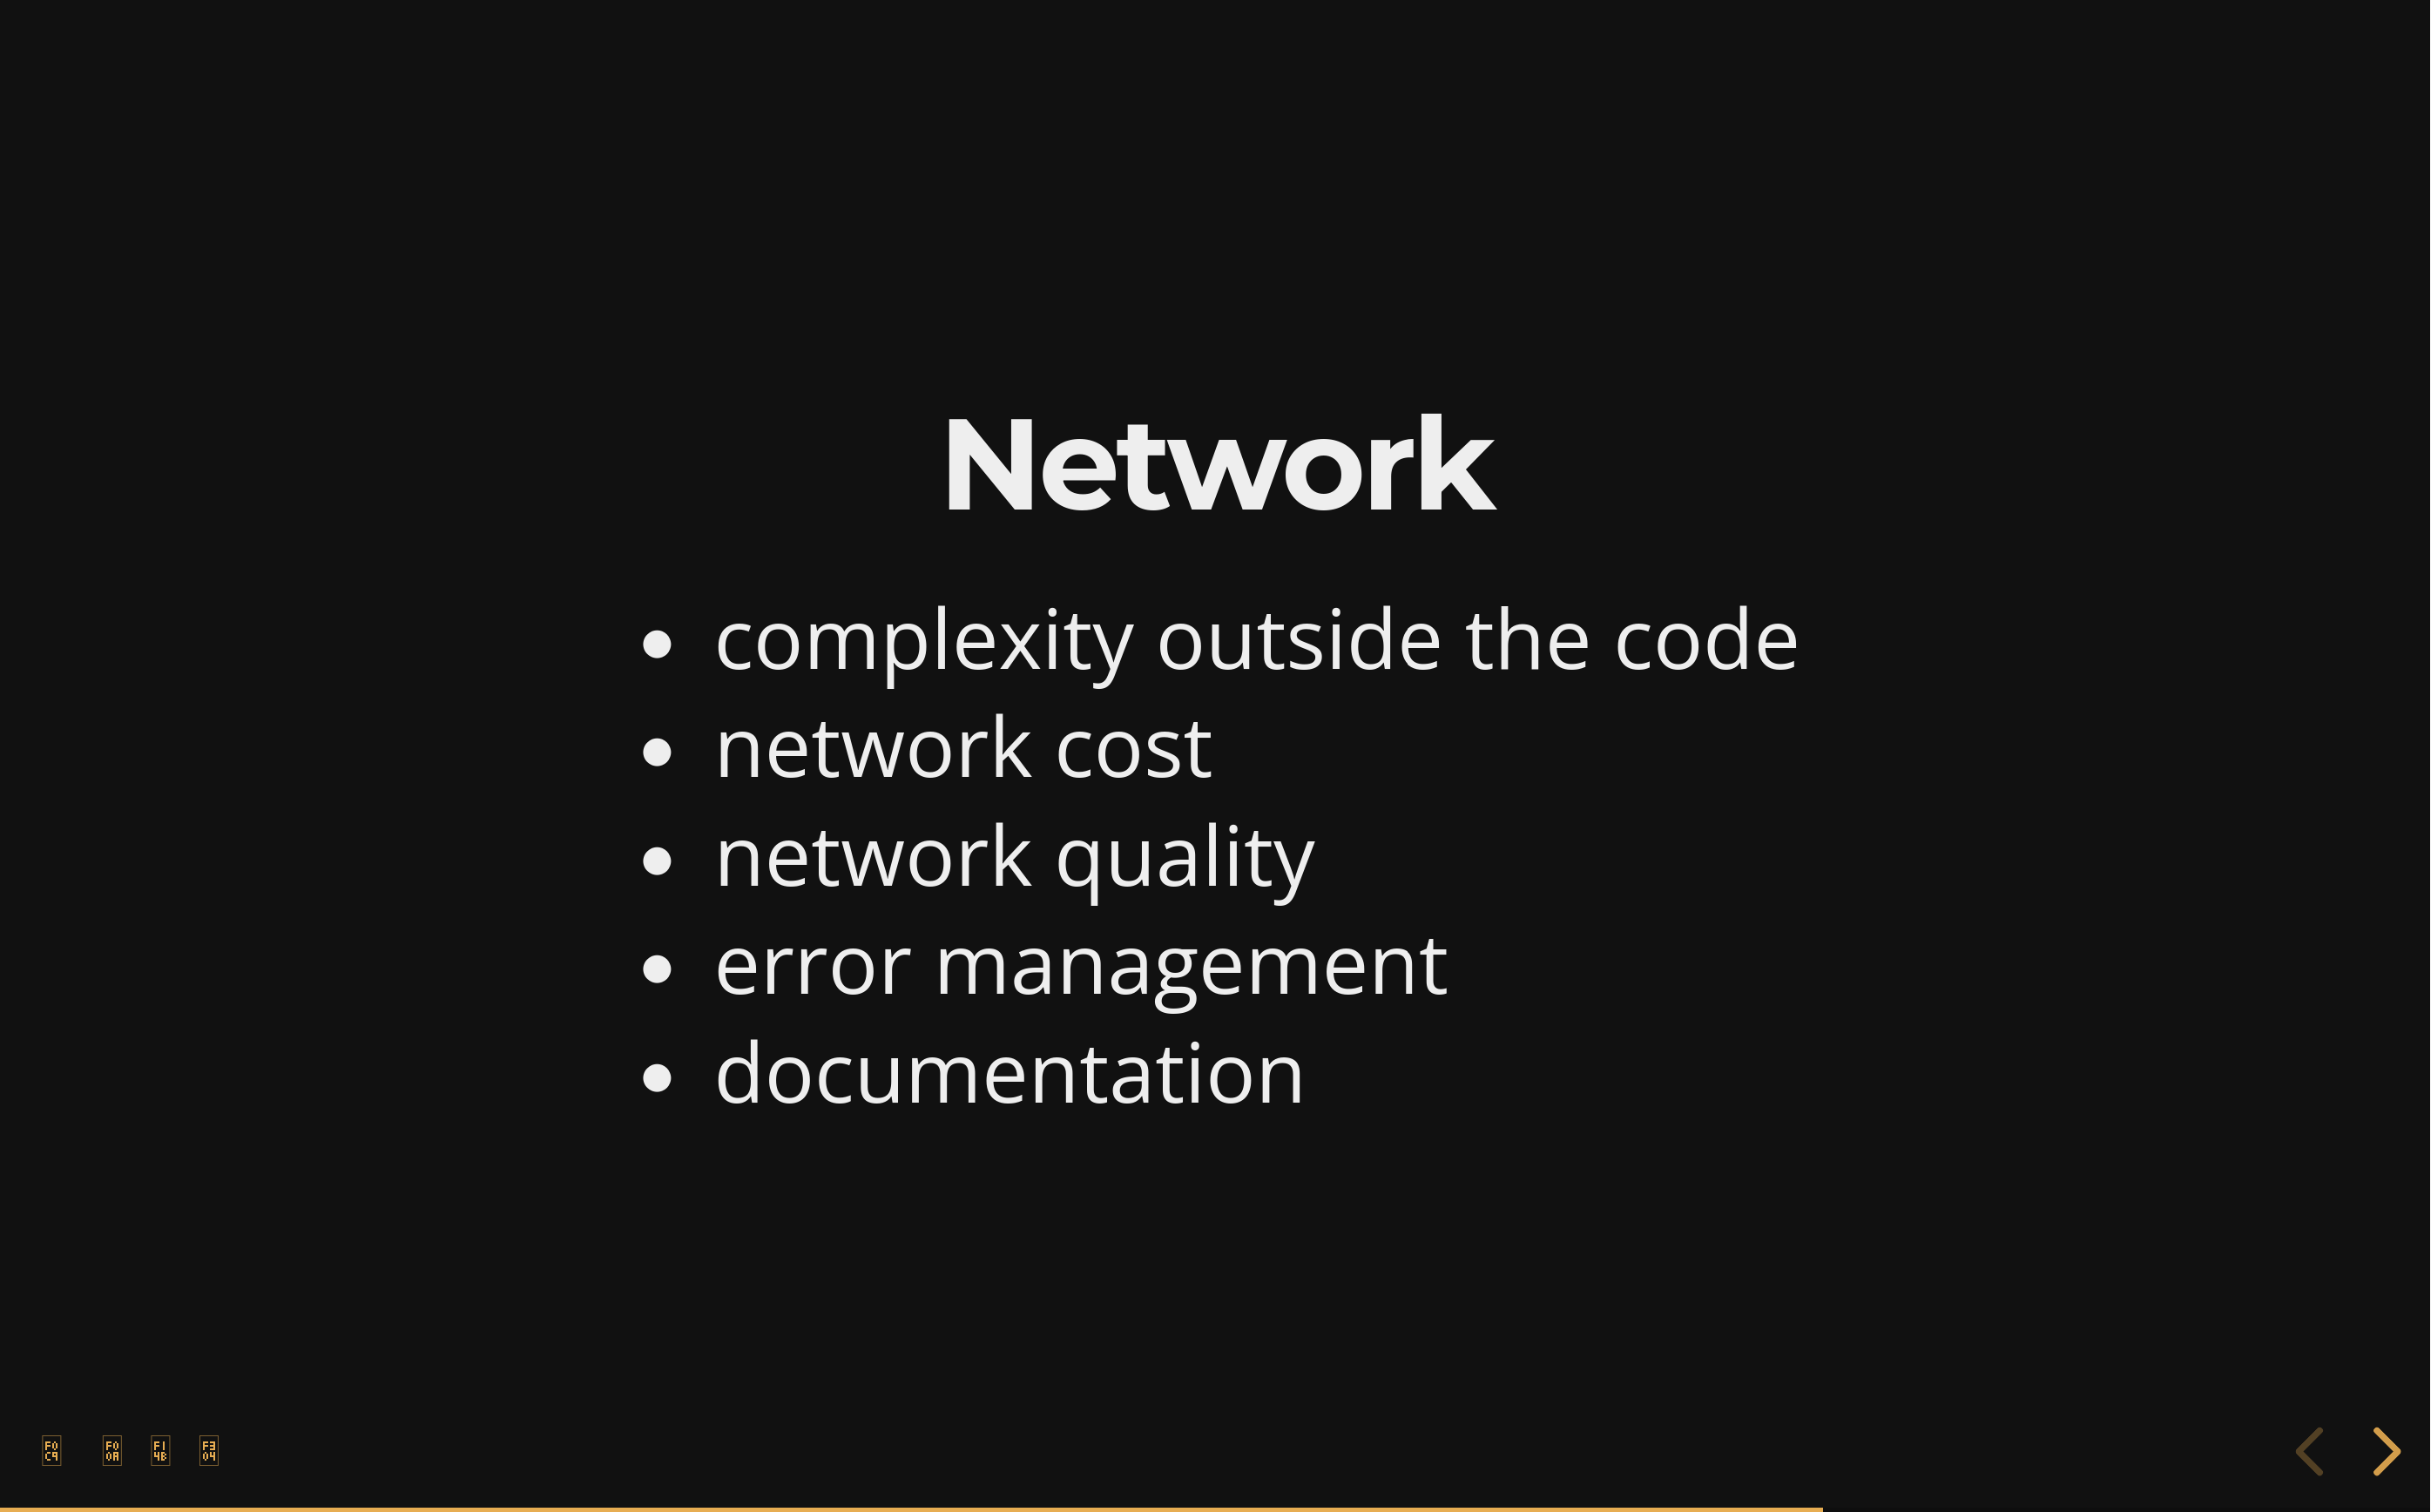 Network
• complexity outside the code
• network cost
• network quality
• error management
• documentation
F0 F0 F1 F3
C9 0A 4B 04